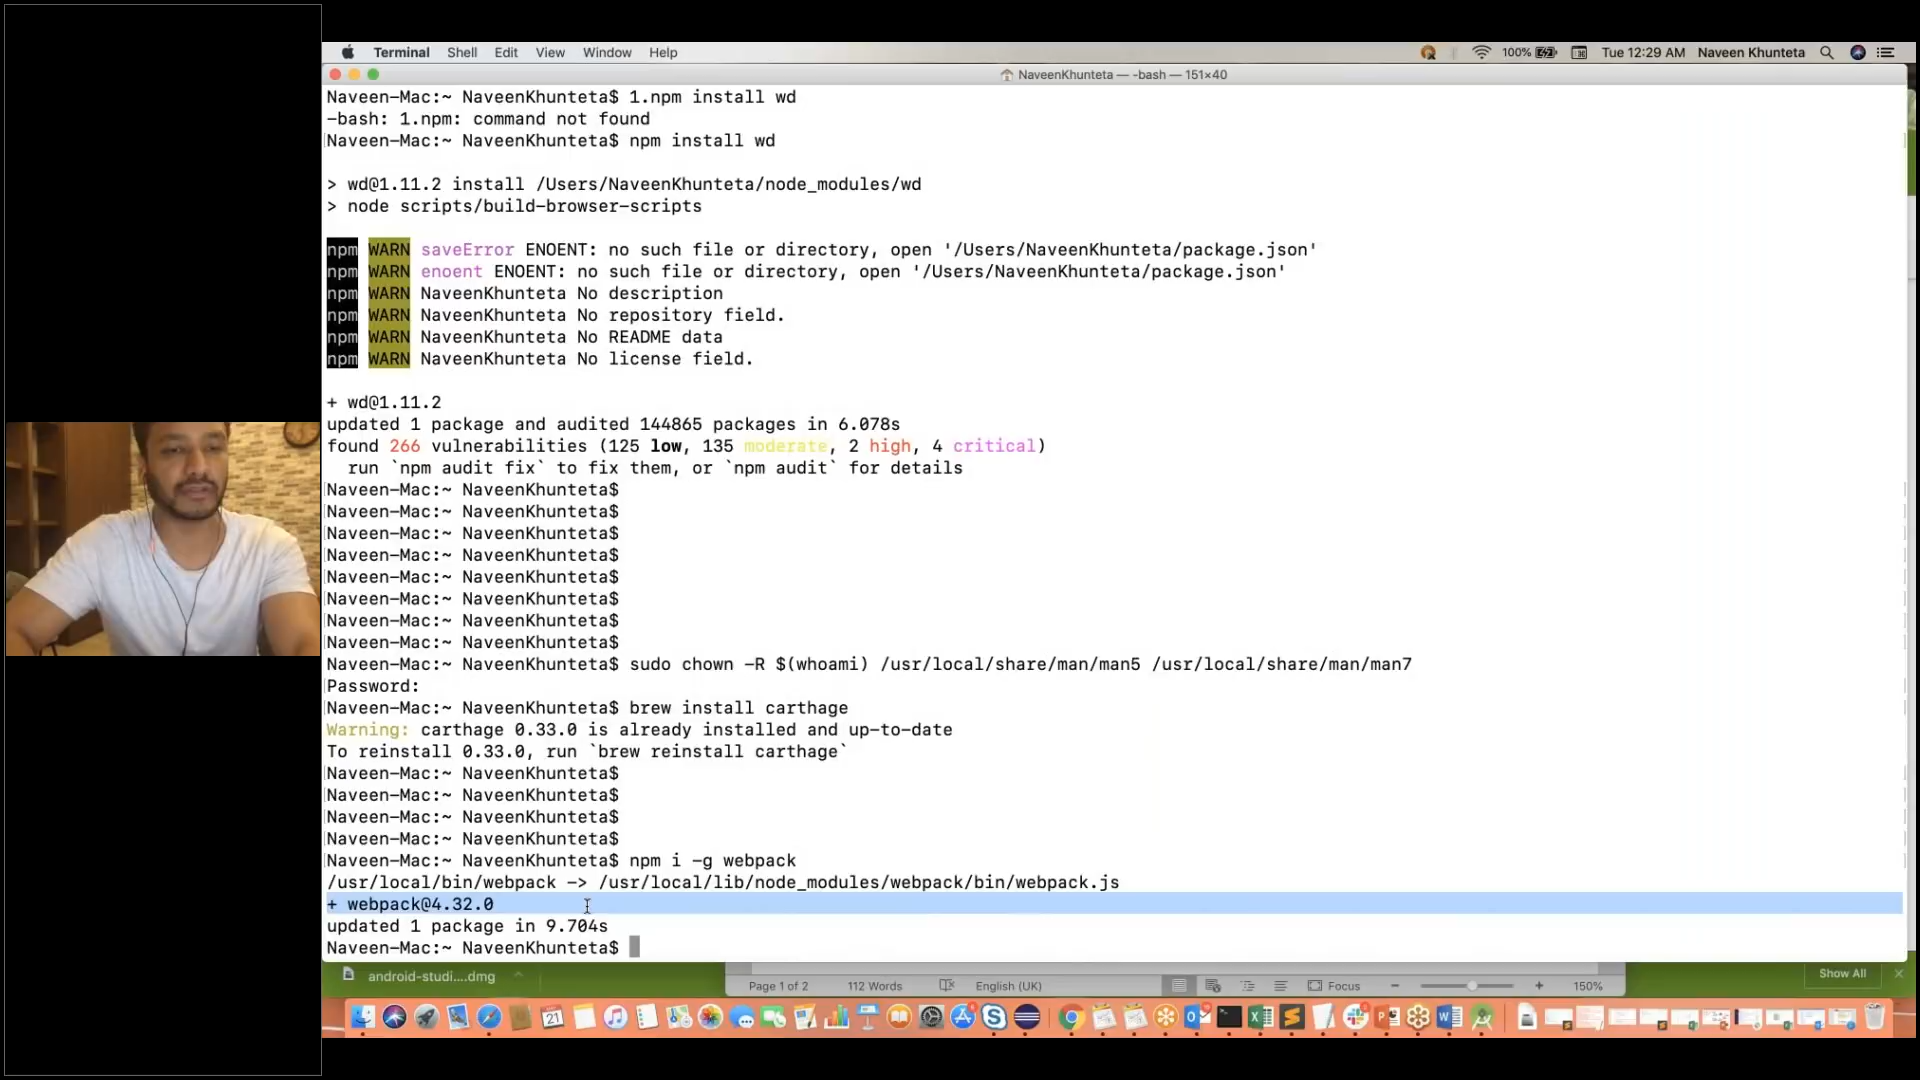 Terminal Shell Edit View Window Help 100% Tue 12:29 AM Naveen Khunteta
NaveenKhunteta — -bash — 151×40
Naveen-Mac:~ NaveenKhunteta$ 1.npm install wd
-bash: 1.npm: command not found
Naveen-Mac:~ NaveenKhunteta$ npm install wd
> wd@1.11.2 install /Users/NaveenKhunteta/node_modules/wd
> node scripts/build-browser-scripts
npm WARN saveError ENOENT: no such file or directory, open '/Users/NaveenKhunteta/package.json'
npm WARN enoent ENOENT: no such file or directory, open '/Users/NaveenKhunteta/package.json'
npm WARN NaveenKhunteta No description
npm WARN NaveenKhunteta No repository field.
npm WARN NaveenKhunteta No README data
npm WARN NaveenKhunteta No license field.
+ wd@1.11.2
updated 1 package and audited 144865 packages in 6.078s
found 266 vulnerabilities (125 low, 135 moderate, 2 high, 4 critical)
run `npm audit fix` to fix them, or `npm audit` for details
Naveen-Mac:~ NaveenKhunteta$
Naveen-Mac:~ NaveenKhunteta$
Naveen-Mac:~ NaveenKhunteta$
Naveen-Mac:~ NaveenKhunteta$
Naveen-Mac:~ NaveenKhunteta$
Naveen-Mac:~ NaveenKhunteta$
Naveen-Mac:~ NaveenKhunteta$
Naveen-Mac:~ NaveenKhunteta$
Naveen-Mac:~ NaveenKhunteta$ sudo chown -R $(whoami) /usr/local/share/man/man5 /usr/local/share/man/man7
Password:
Naveen-Mac:~ NaveenKhunteta$ brew install carthage
Warning: carthage 0.33.0 is already installed and up-to-date
To reinstall 0.33.0, run `brew reinstall carthage`
Naveen-Mac:~ NaveenKhunteta$
Naveen-Mac:~ NaveenKhunteta$
Naveen-Mac:~ NaveenKhunteta$
Naveen-Mac:~ NaveenKhunteta$
Naveen-Mac:~ NaveenKhunteta$ npm i -g webpack
/usr/local/bin/webpack -> /usr/local/lib/node_modules/webpack/bin/webpack.js
+ webpack@4.32.0
updated 1 package in 9.704s
Naveen-Mac:~ NaveenKhunteta$
android-studi....dmg Show All
Page 1 of 2 112 Words English (UK) Focus 150%
21